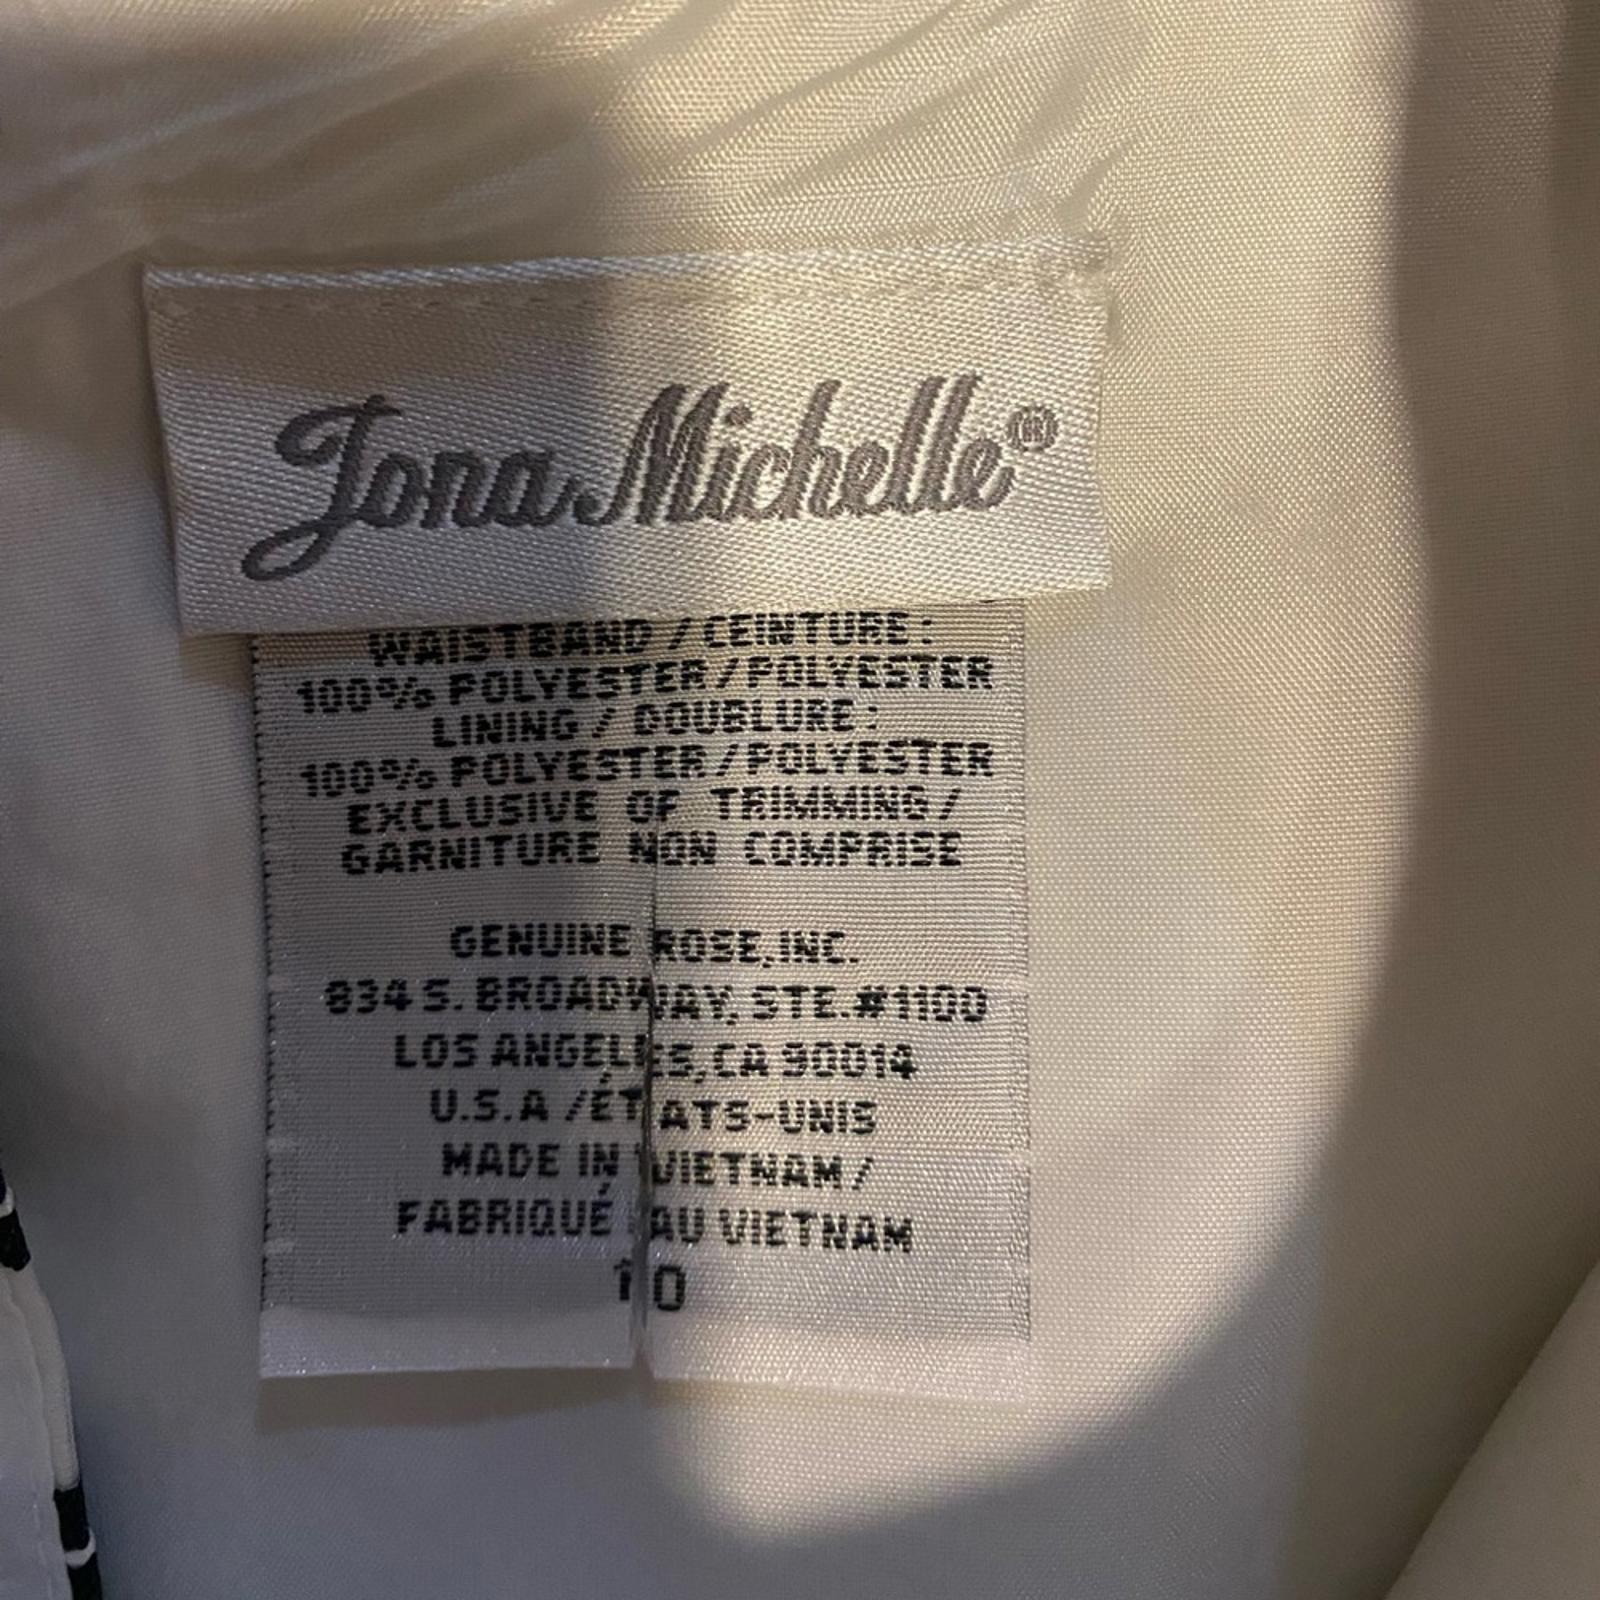 Jona Michelle®
WAISTBAND / CEINTURE:
100% POLYESTER / POLYESTER
LINING / DOUBLURE:
100% POLYESTER / POLYESTER
EXCLUSIVE OF TRIMMING /
GARNITURE NON COMPRISE
GENUINE ROSE, INC.
834 S. BROADWAY, STE. #1100
LOS ANGELES, CA 90014
U.S.A / ÉTATS-UNIS
MADE IN VIETNAM /
FABRIQUÉ AU VIETNAM
10